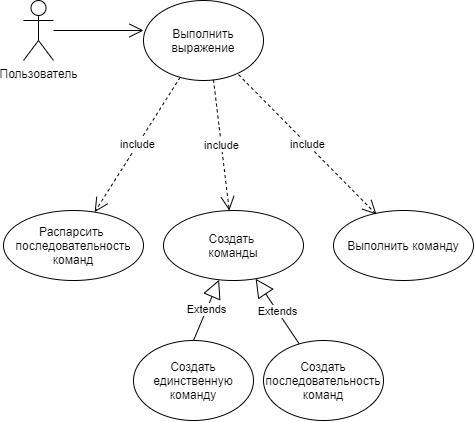 Выполнить
выражение
Пользователь
include
include
include
Распарсить
последовательность
команд
Создать
команды
Выполнить команду
Extends
Extends
Создать
единственную
команду
Создать
последовательность
команд